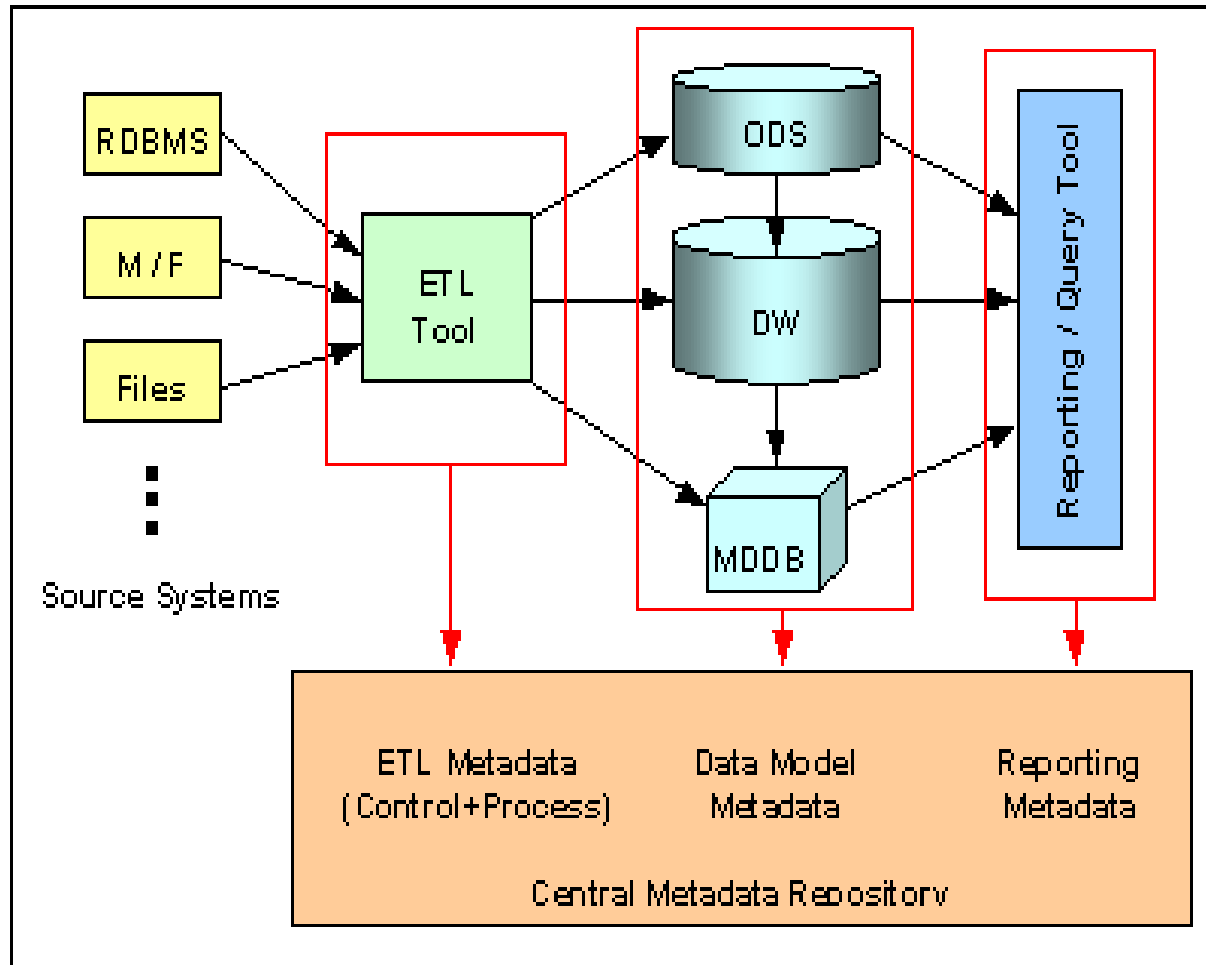 RDBMS
M/F
Files
Source Systems
ETL
Tool
ODS
DW
MDDB
Reporting / Query Tool
ETL Metadata
(Control+Process)
Data Model
Metadata
Reporting
Metadata
Central Metadata Repository